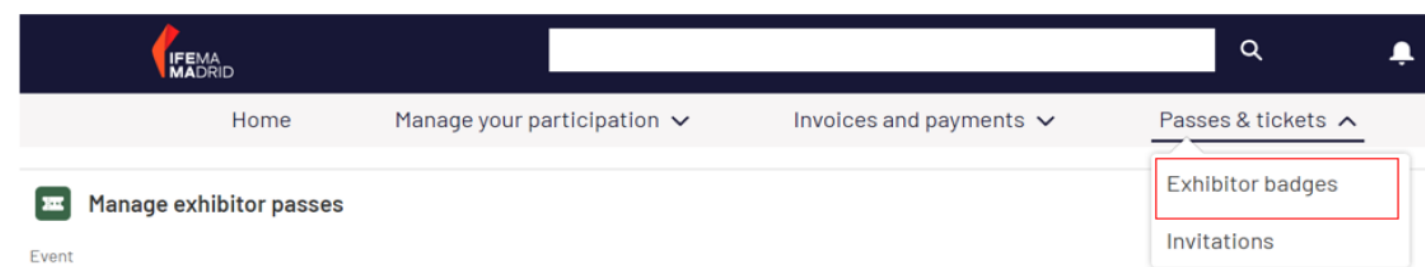 IFEMA
MADRID
Home
Manage your participation
Invoices and payments
Passes & tickets
Exhibitor badges
Manage exhibitor passes
Invitations
Event